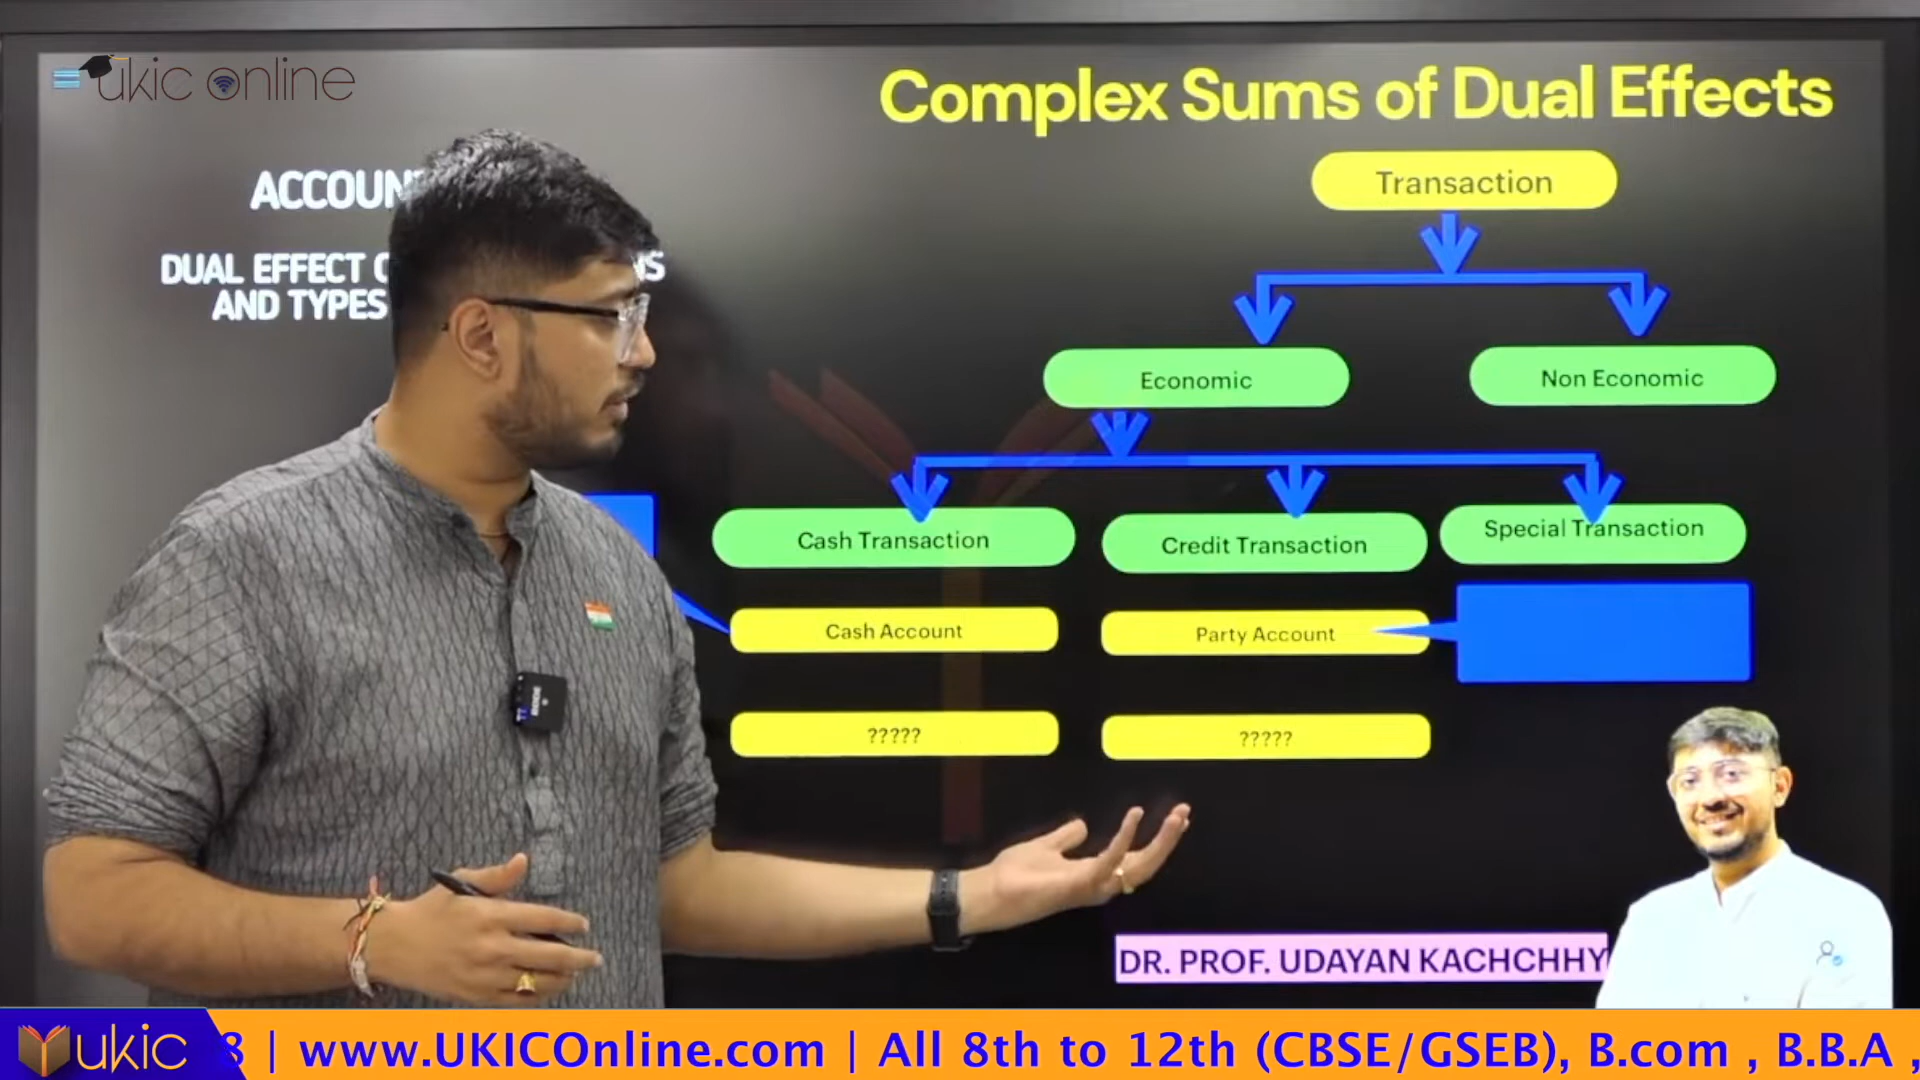 ukic online
Complex Sums of Dual Effects
Transaction
DUAL EFFECT
AND TYPES
Economic
Non Economic
Cash Transaction
Credit Transaction
Special Transaction
Cash Account
Party Account
?????
?????
DR. PROF. UDAYAN KACHCHHY
ukic 8 | www.UKICOnline.com | All 8th to 12th (CBSE/GSEB), B.com , B.B.A ,